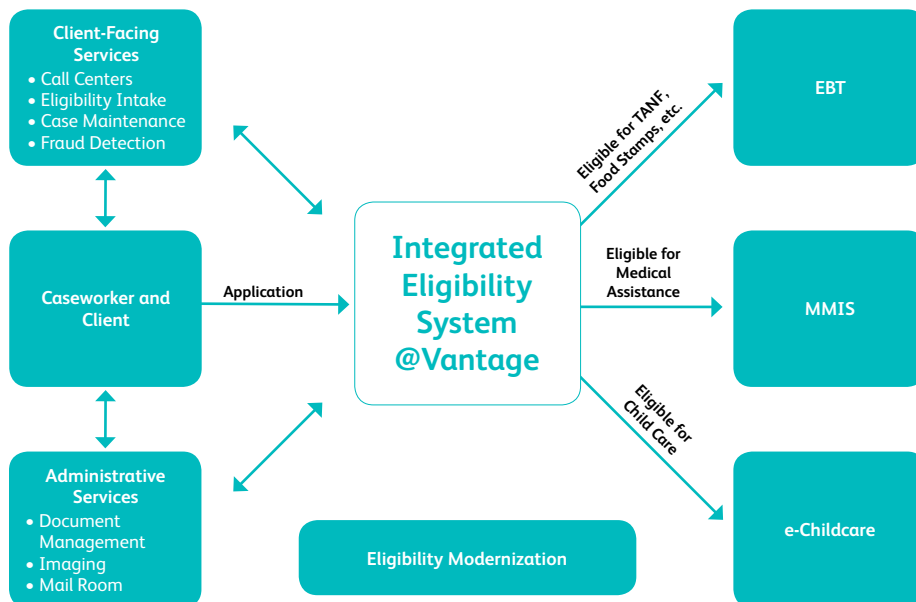 Client-Facing
Services
• Call Centers
• Eligibility Intake
• Case Maintenance
• Fraud Detection
Caseworker and
Client
Administrative
Services
• Document
Management
• Imaging
• Mail Room
Application
Integrated
Eligibility
System
@Vantage
Eligibility Modernization
Eligible for TANF,
Food Stamps, etc.
Eligible for
Medical
Assistance
Eligible for
Child Care
EBT
MMIS
e-Childcare